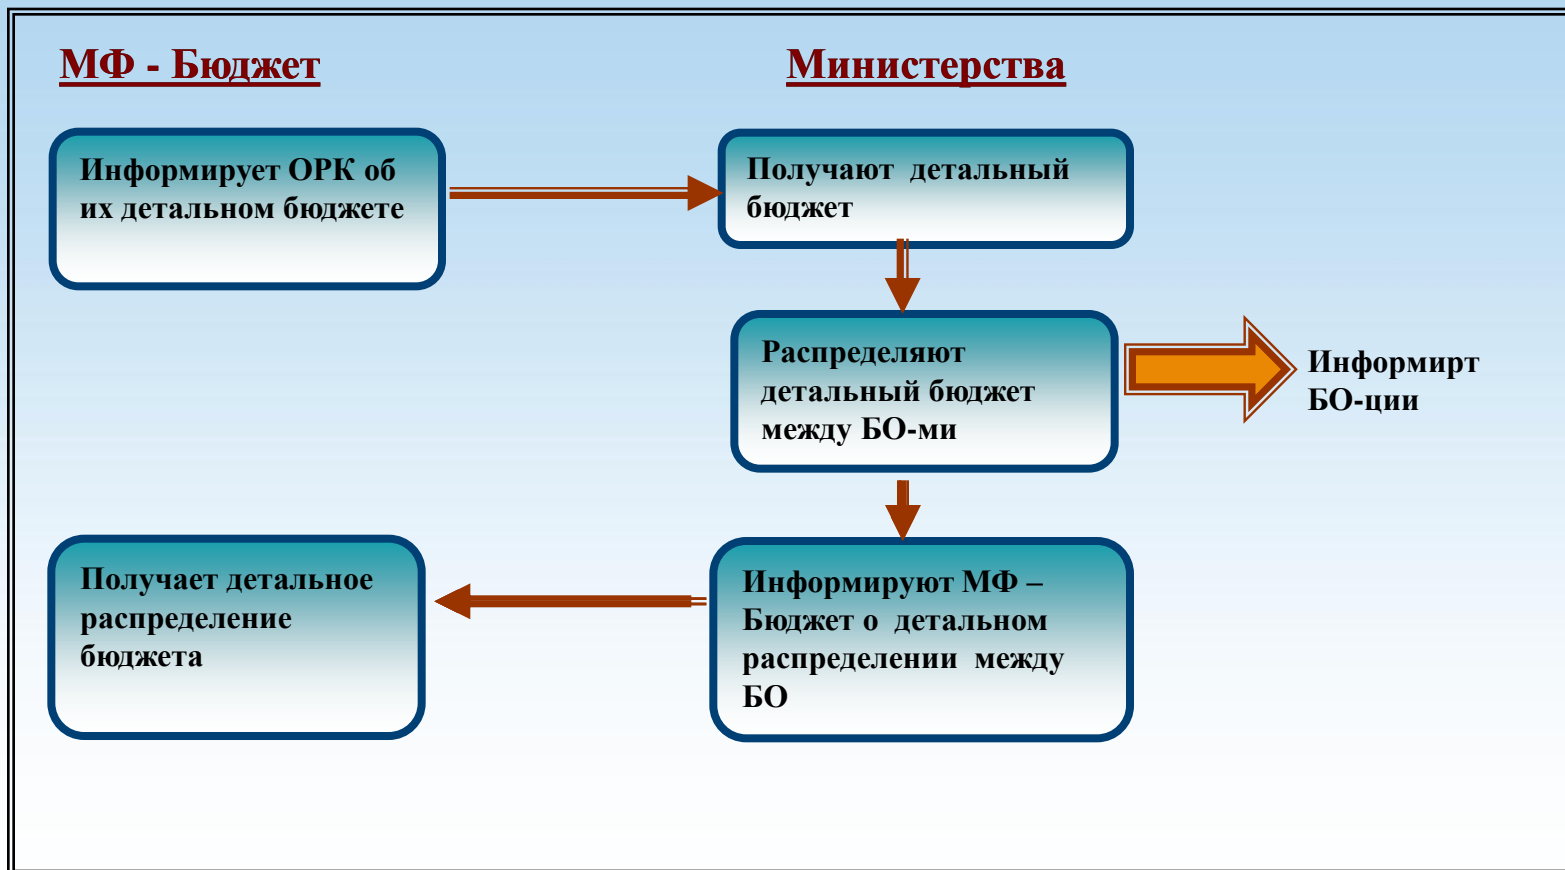 МФ - Бюджет
Министерства
Информирует ОРК об
их детальном бюджете
Получают детальный
бюджет
Распределяют
детальный бюджет
между БО-ми
Информирт
БО-ции
Получает детальное
распределение
бюджета
Информируют МФ –
Бюджет о детальном
распределении между
БО